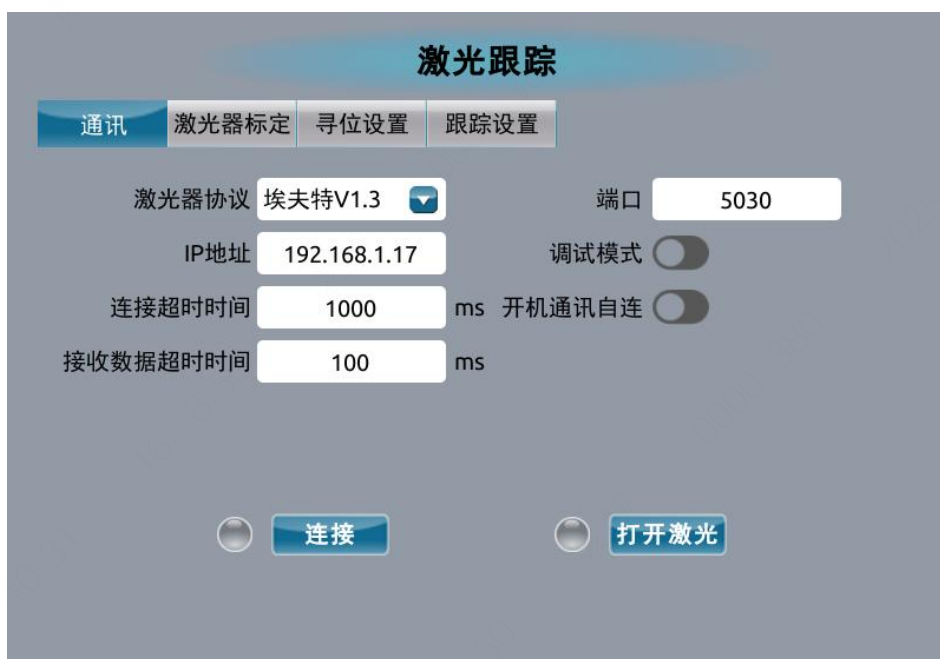 激光跟踪
通讯 激光器标定 寻位设置 跟踪设置
激光器协议 埃夫特V1.3 端口 5030
IP地址 192.168.1.17 调试模式
连接超时时间 1000 ms 开机通讯自连
接收数据超时时间 100 ms
连接 打开激光